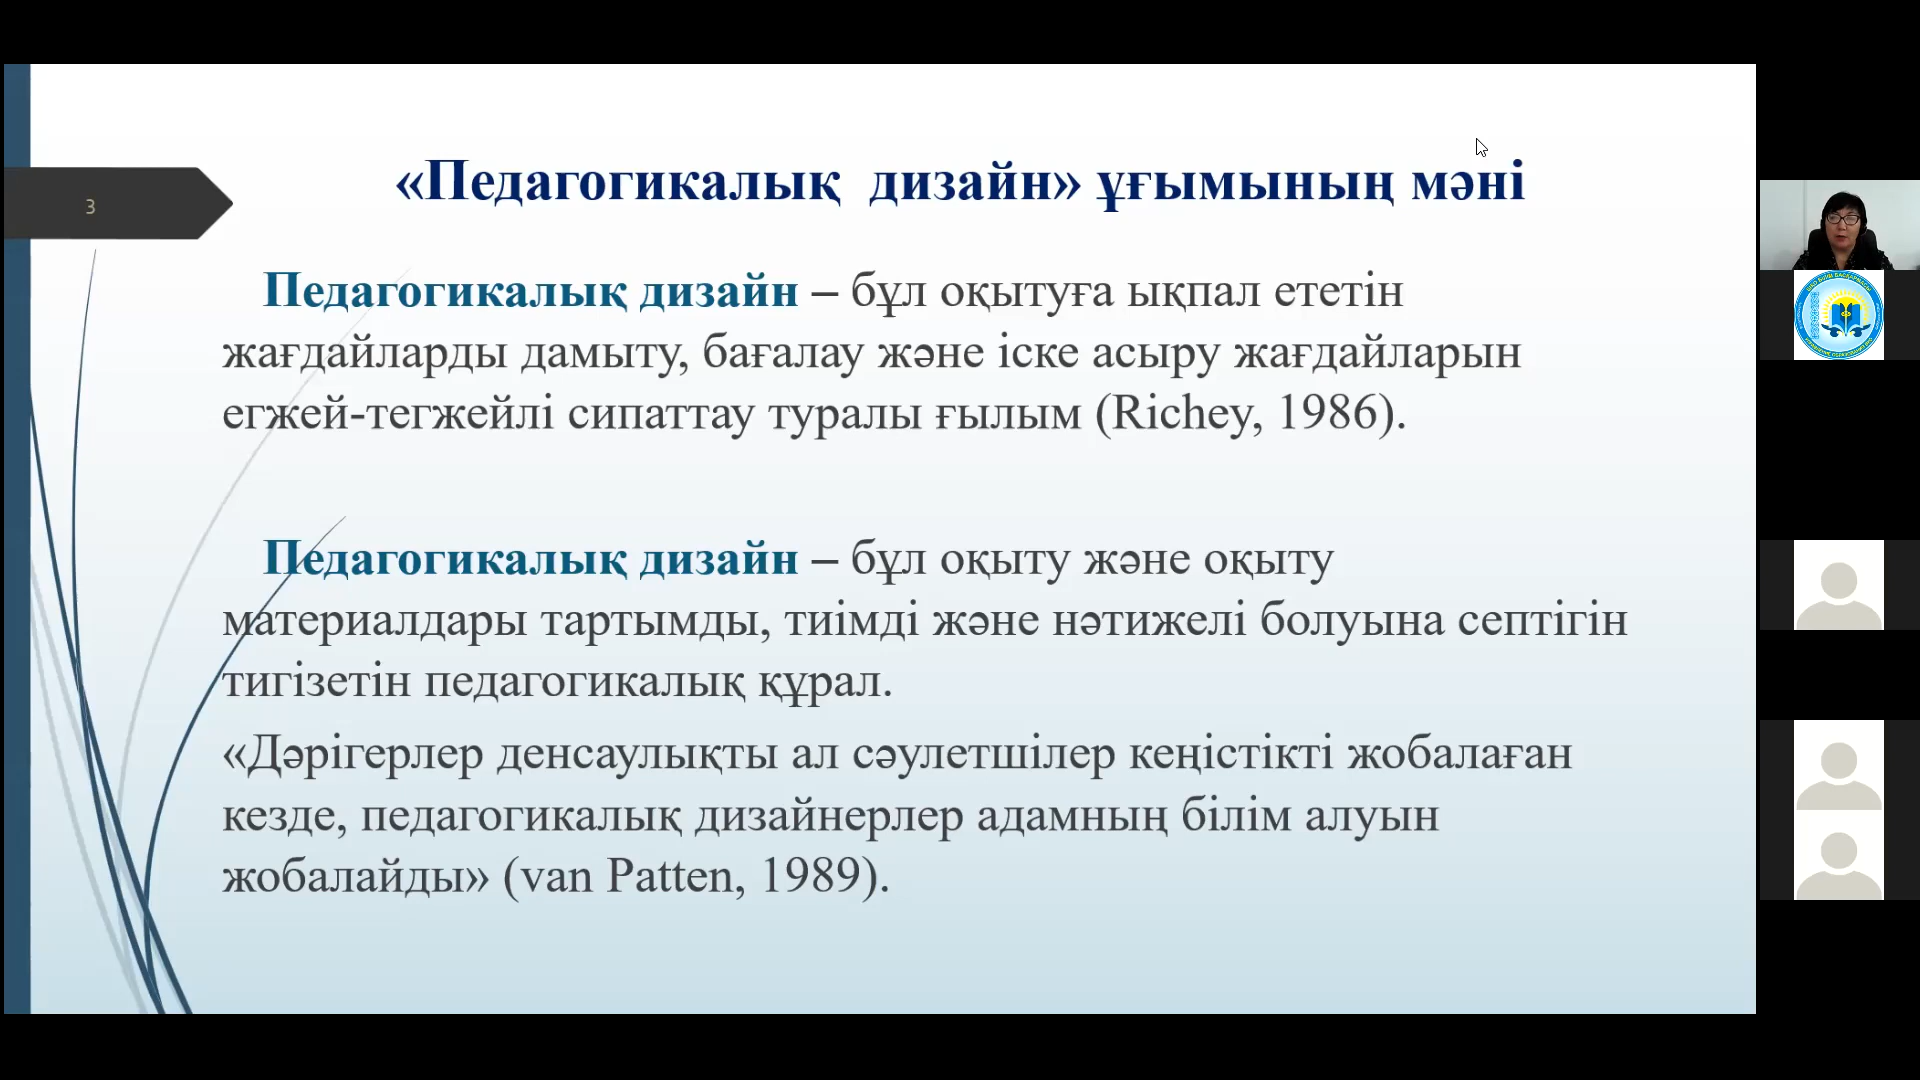 «Педагогикалық дизайн» ұғымының мәні
3
Педагогикалық дизайн – бұл оқытуға ықпал ететін
жағдайларды дамыту, бағалау және іске асыру жағдайларын
егжей-тегжейлі сипаттау туралы ғылым (Richey, 1986).
Педагогикалық дизайн – бұл оқыту және оқыту
материалдары тартымды, тиімді және нәтижелі болуына септігін
тигізетін педагогикалық құрал.
«Дәрігерлер денсаулықты ал сәулетшілер кеңістікті жобалаған
кезде, педагогикалық дизайнерлер адамның білім алуын
жобалайды» (van Patten, 1989).